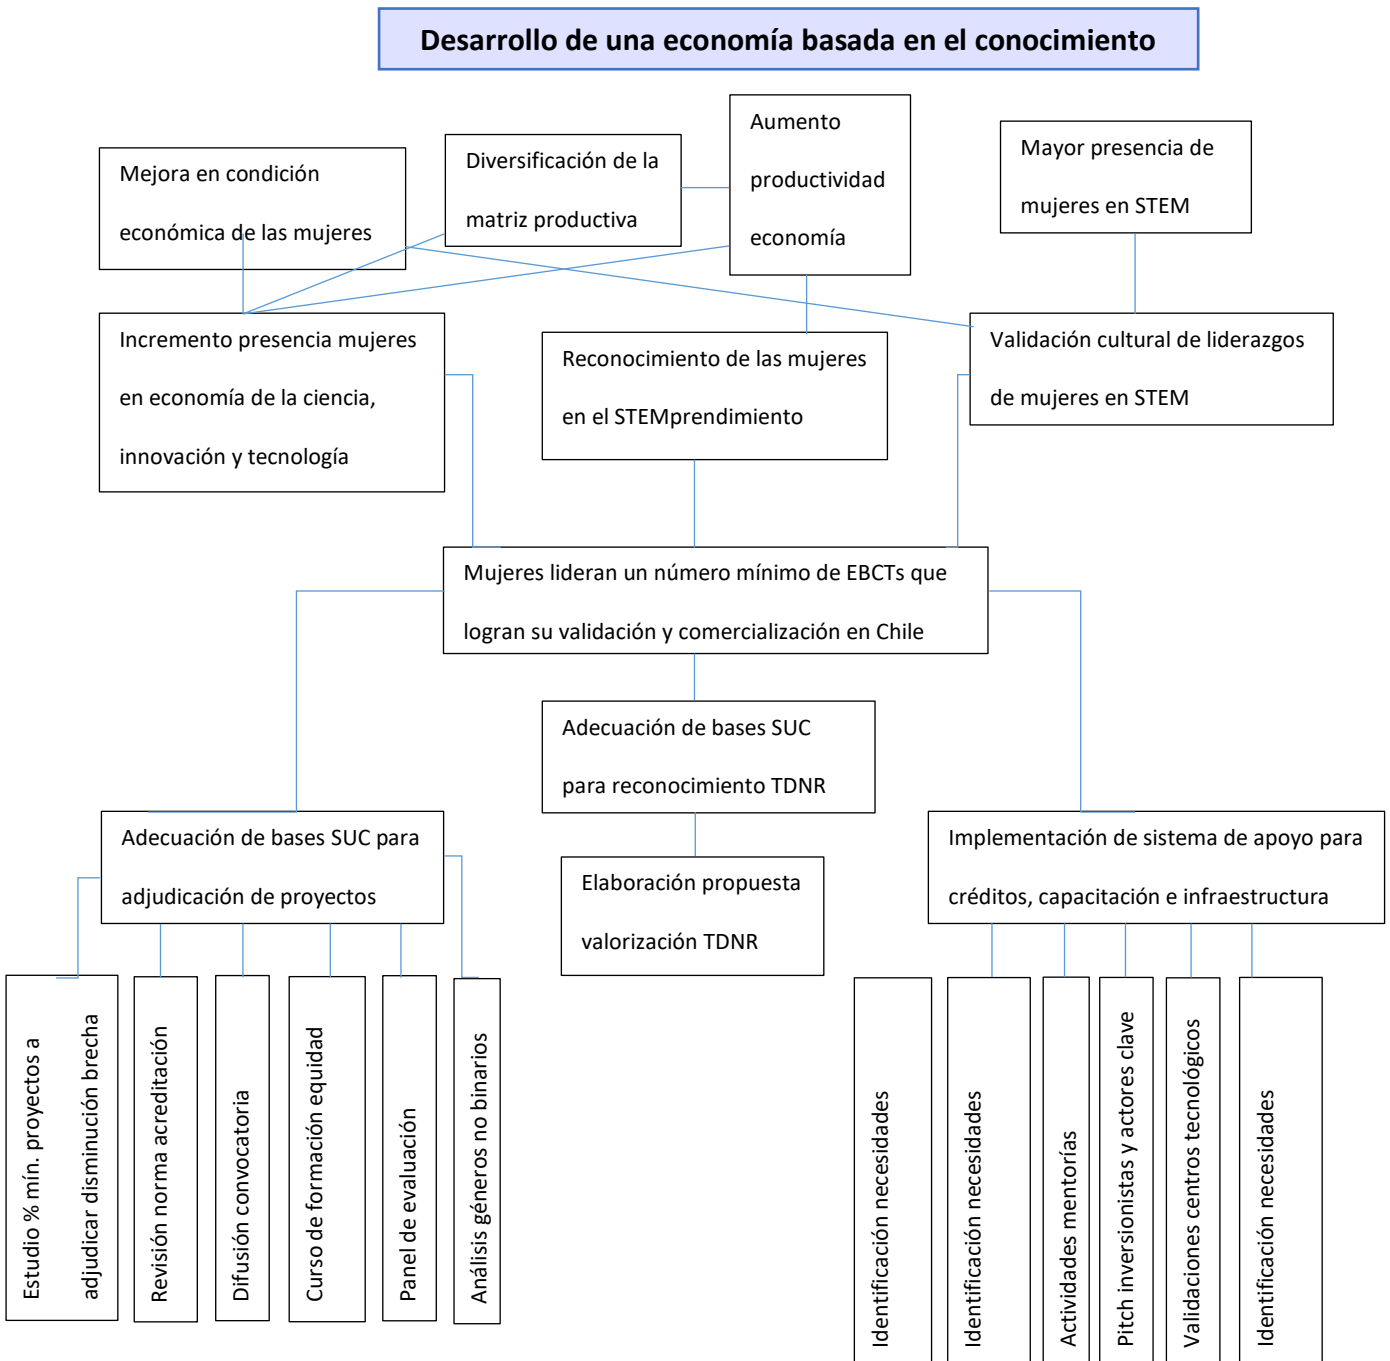 Desarrollo de una economía basada en el conocimiento
Mejora en condición
económica de las mujeres
Diversificación de la
matriz productiva
Aumento
productividad
economía
Mayor presencia de
mujeres en STEM
Incremento presencia mujeres
en economía de la ciencia,
innovación y tecnología
Reconocimiento de las mujeres
en el STEMprendimiento
Validación cultural de liderazgos
de mujeres en STEM
Mujeres lideran un número mínimo de EBCTs que
logran su validación y comercialización en Chile
Adecuación de bases SUC
para reconocimiento TDNR
Adecuación de bases SUC para
adjudicación de proyectos
Elaboración propuesta
valorización TDNR
Implementación de sistema de apoyo para
créditos, capacitación e infraestructura
Estudio % mín. proyectos a
adjudicar disminución brecha
Revisión norma acreditación
Difusión convocatoria
Curso de formación equidad
Panel de evaluación
Análisis géneros no binarios
Identificación necesidades
Identificación necesidades
Actividades mentorías
Pitch inversionistas y actores clave
Validaciones centros tecnológicos
Identificación necesidades